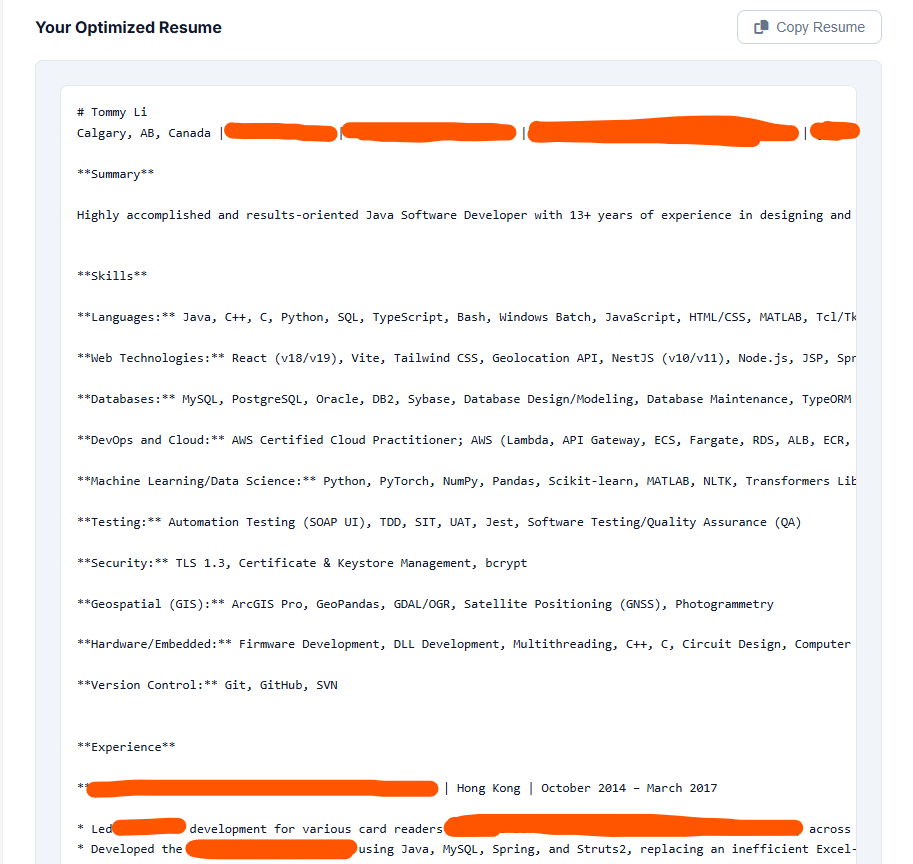 Your Optimized Resume
Copy Resume
# Tommy Li
Calgary, AB, Canada | | | |
**Summary**
Highly accomplished and results-oriented Java Software Developer with 13+ years of experience in designing and
**Skills**
**Languages:** Java, C++, C, Python, SQL, TypeScript, Bash, Windows Batch, JavaScript, HTML/CSS, MATLAB, Tcl/Tk
**Web Technologies:** React (v18/v19), Vite, Tailwind CSS, Geolocation API, NestJS (v10/v11), Node.js, JSP, Spr
**Databases:** MySQL, PostgreSQL, Oracle, DB2, Sybase, Database Design/Modeling, Database Maintenance, TypeORM
**DevOps and Cloud:** AWS Certified Cloud Practitioner; AWS (Lambda, API Gateway, ECS, Fargate, RDS, ALB, ECR,
**Machine Learning/Data Science:** Python, PyTorch, NumPy, Pandas, Scikit-learn, MATLAB, NLTK, Transformers Lib
**Testing:** Automation Testing (SOAP UI), TDD, SIT, UAT, Jest, Software Testing/Quality Assurance (QA)
**Security:** TLS 1.3, Certificate & Keystore Management, bcrypt
**Geospatial (GIS):** ArcGIS Pro, GeoPandas, GDAL/OGR, Satellite Positioning (GNSS), Photogrammetry
**Hardware/Embedded:** Firmware Development, DLL Development, Multithreading, C++, C, Circuit Design, Computer
**Version Control:** Git, GitHub, SVN
**Experience**
** | Hong Kong | October 2014 – March 2017
* Led development for various card readers across
* Developed the using Java, MySQL, Spring, and Struts2, replacing an inefficient Excel-